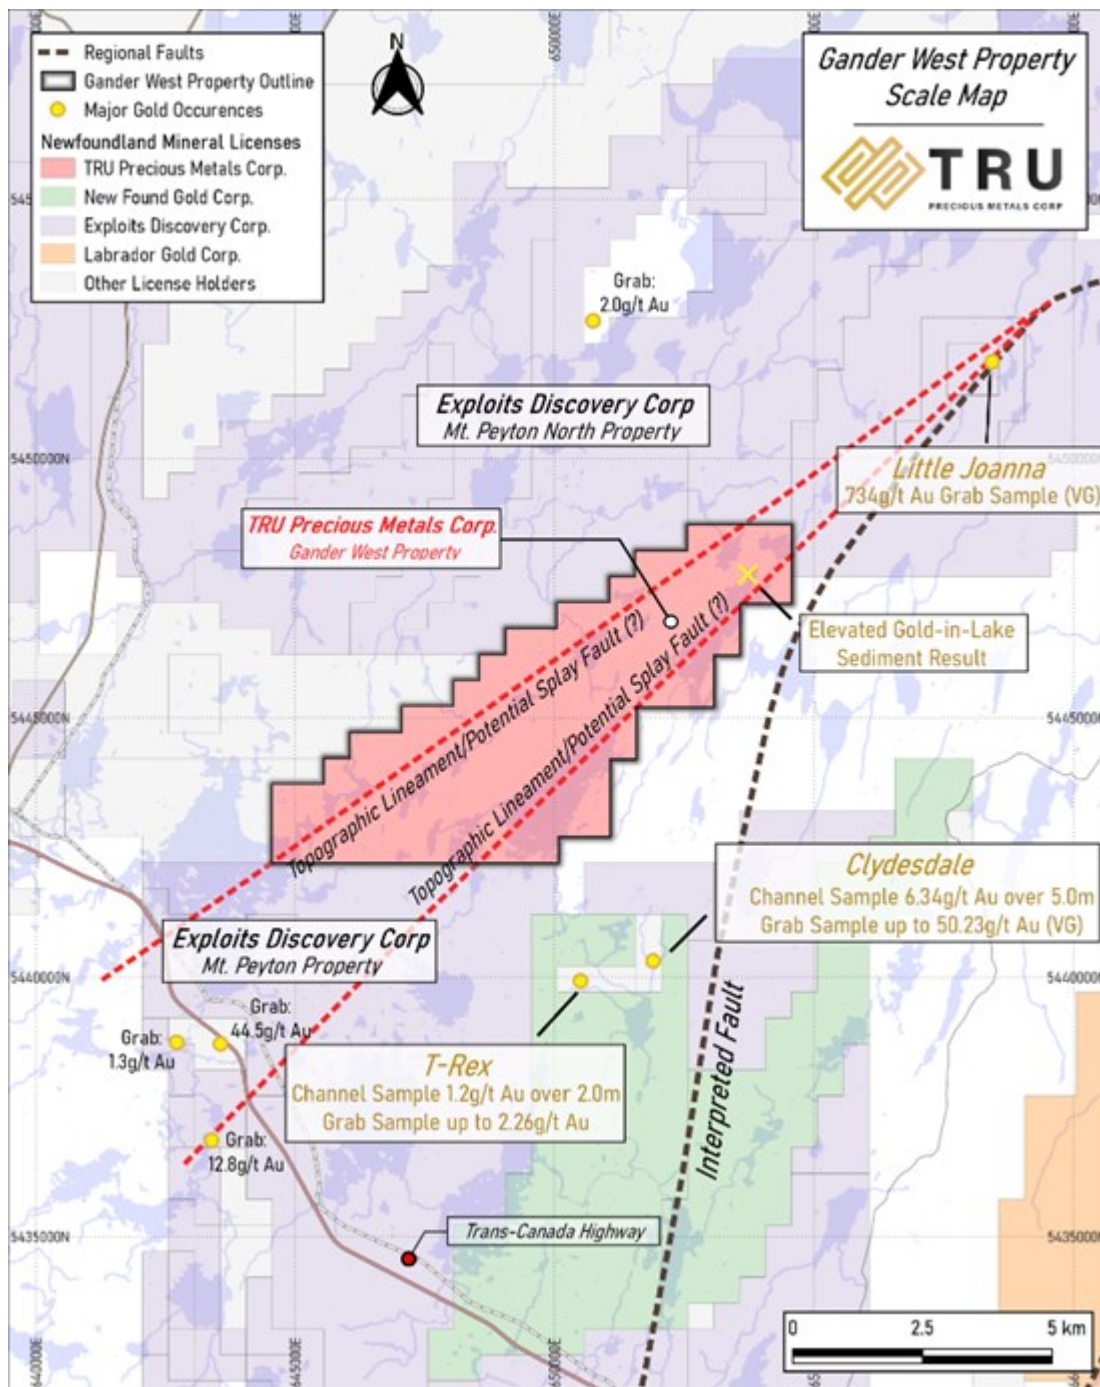 Regional Faults
Gander West Property Outline
Major Gold Occurences
Newfoundland Mineral Licenses
TRU Precious Metals Corp.
New Found Gold Corp.
Exploits Discovery Corp.
Labrador Gold Corp.
Other License Holders
N
650000E
Gander West Property
Scale Map
TRU
PRECIOUS METALS CORP
Grab:
2.0g/t Au
Exploits Discovery Corp
Mt. Peyton North Property
Little Joanna
734g/t Au Grab Sample (VG)
5450000N
TRU Precious Metals Corp.
Gander West Property
Elevated Gold-in-Lake
Sediment Result
Topographic Lineament/Potential Splay Fault (?)
Topographic Lineament/Potential Splay Fault (?)
5445000N
Clydesdale
Channel Sample 6.34g/t Au over 5.0m
Grab Sample up to 50.23g/t Au (VG)
Exploits Discovery Corp
Mt. Peyton Property
5440000N
5440000N
Grab:
44.5g/t Au
Grab:
1.3g/t Au
T-Rex
Channel Sample 1.2g/t Au over 2.0m
Grab Sample up to 2.26g/t Au
Interpreted Fault
Grab:
12.8g/t Au
Trans-Canada Highway
5435000N
5435000N
0 2.5 5 km
640000E
645000E
650000E